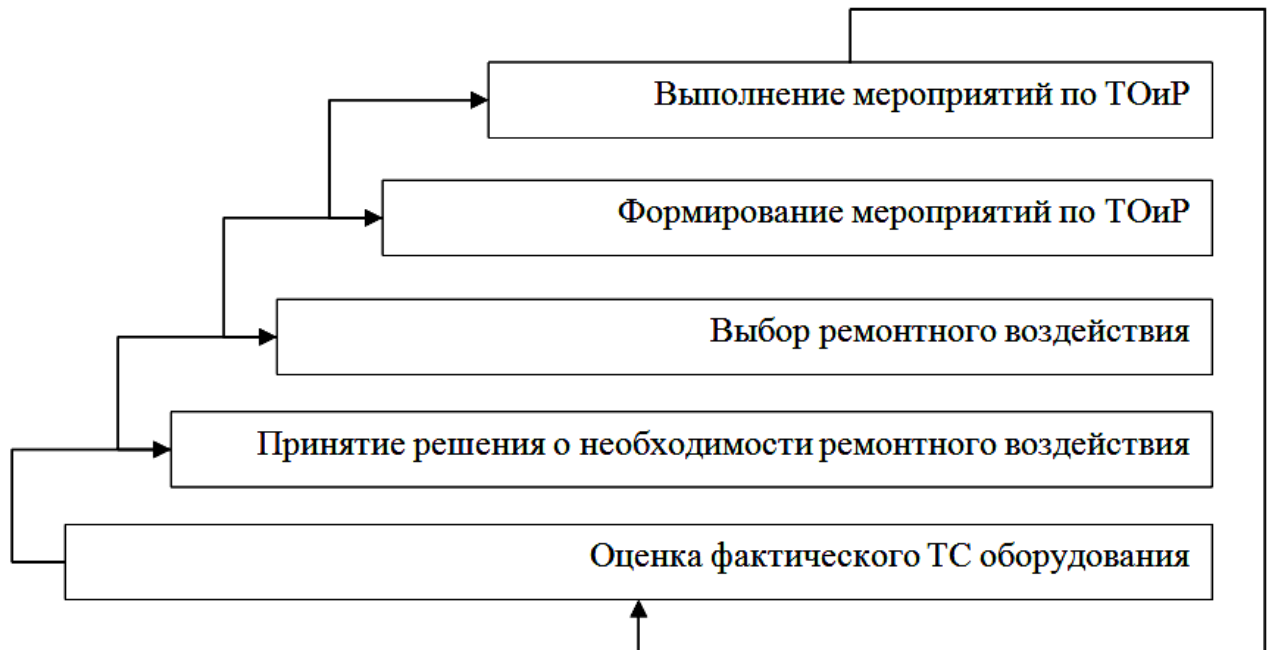 Выполнение мероприятий по ТОиР
Формирование мероприятий по ТОиР
Выбор ремонтного воздействия
Принятие решения о необходимости ремонтного воздействия
Оценка фактического ТС оборудования